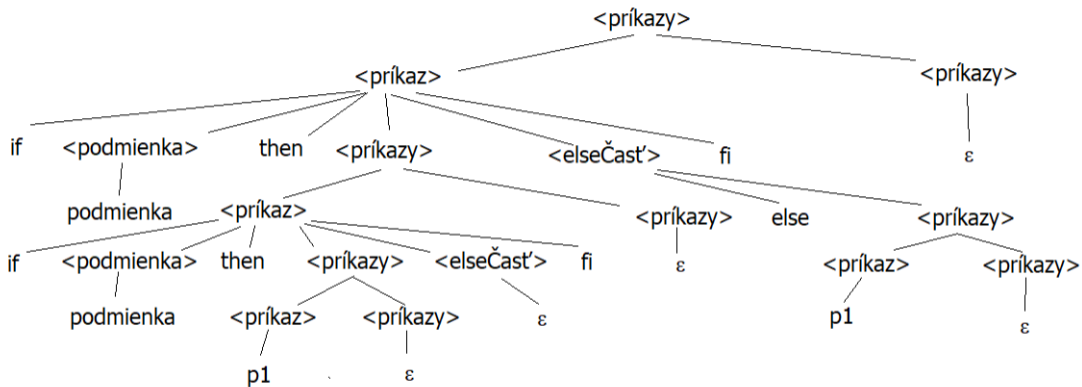 <príkazy>
<príkaz> <príkazy>
if <podmienka> then <príkazy> <elseČasť> fi ε
podmienka <príkaz> <príkazy> else <príkazy>
if <podmienka> then <príkazy> <elseČasť> fi ε <príkaz> <príkazy>
podmienka <príkaz> <príkazy> ε p1 ε
p1 ε